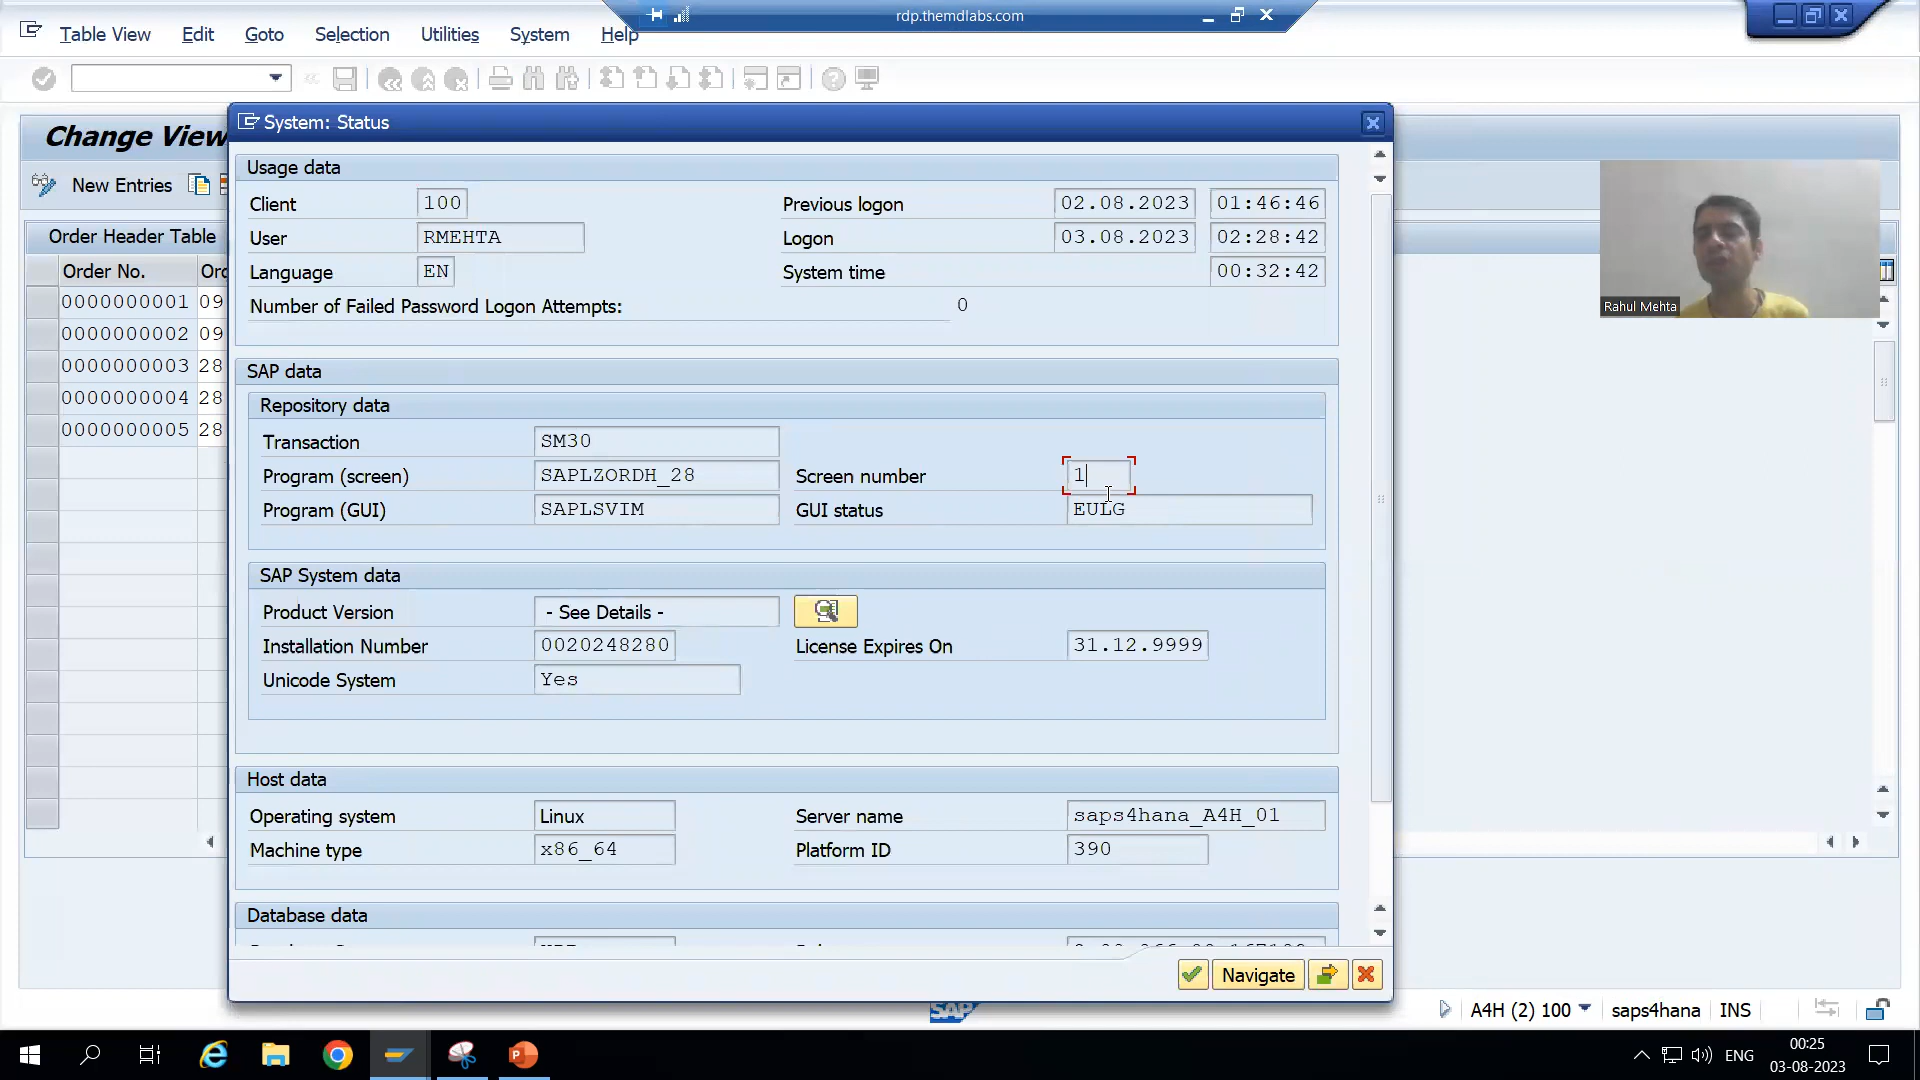 rdp.themdlabs.com
Table View Edit Goto Selection Utilities System Help
Change View
System: Status
New Entries
Usage data
Client 100 Previous logon 02.08.2023 01:46:46
User RMEHTA Logon 03.08.2023 02:28:42
Language EN System time 00:32:42
Number of Failed Password Logon Attempts: 0
Order Header Table
Order No.
0000000001 09
0000000002 09
0000000003 28
0000000004 28
0000000005 28
Rahul Mehta
SAP data
Repository data
Transaction SM30
Program (screen) SAPLZORDH_28 Screen number 1
Program (GUI) SAPLSVIM GUI status EULG
SAP System data
Product Version - See Details -
Installation Number 0020248280 License Expires On 31.12.9999
Unicode System Yes
Host data
Operating system Linux Server name saps4hana_A4H_01
Machine type x86_64 Platform ID 390
Database data
Navigate
SAP
A4H (2) 100 saps4hana INS
ENG
00:25
03-08-2023